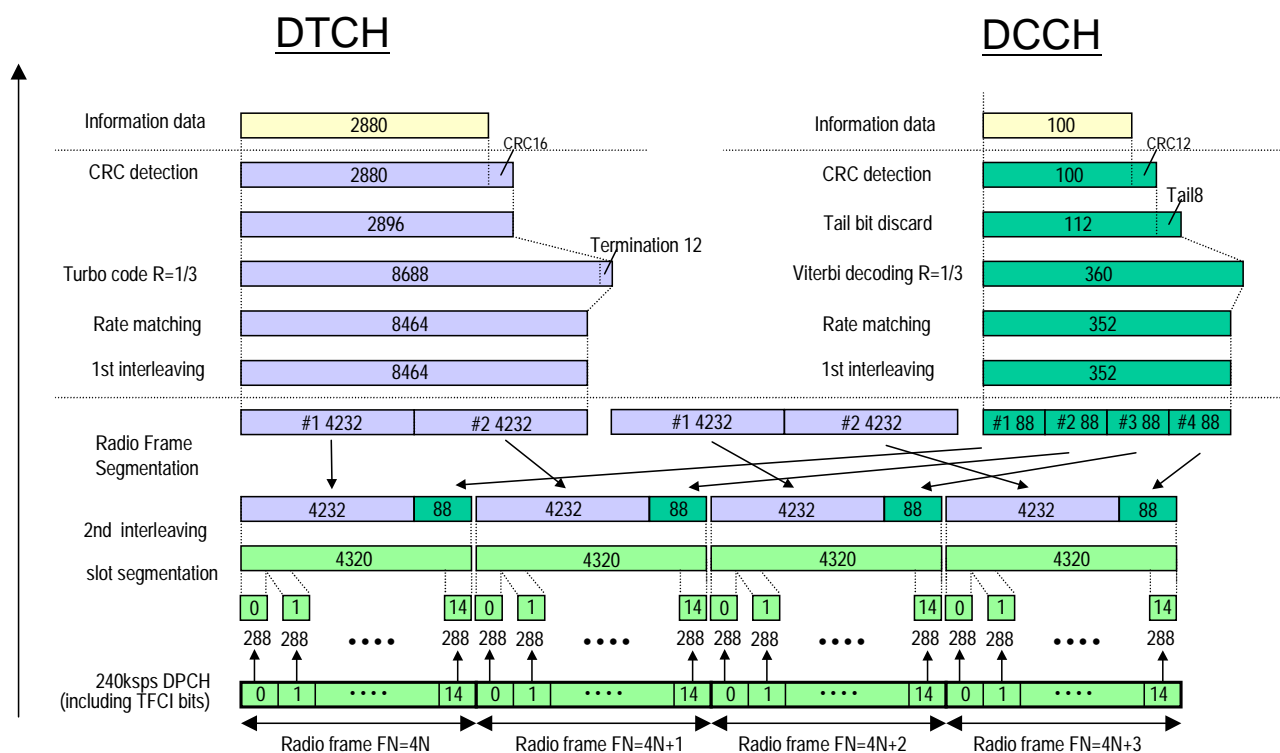 DTCH DCCH
Information data 2880 Information data 100
CRC16 CRC12
CRC detection 2880 CRC detection 100
Tail8
2896 Tail bit discard 112
Termination 12
Turbo code R=1/3 8688 Viterbi decoding R=1/3 360
Rate matching 8464 Rate matching 352
1st interleaving 8464 1st interleaving 352
#1 4232 #2 4232 #1 4232 #2 4232 #1 88 #2 88 #3 88 #4 88
Radio Frame
Segmentation
4232 88 4232 88 4232 88 4232 88
2nd interleaving
4320 4320 4320 4320
slot segmentation
0 1 14 0 1 14 0 1 14 0 1 14
288 288 •••• 288 288 288 •••• 288 288 288 •••• 288 288 288 •••• 288
240ksps DPCH
(including TFCI bits)
0 1 •••• 14 0 1 •••• 14 0 1 •••• 14 0 1 •••• 14
Radio frame FN=4N Radio frame FN=4N+1 Radio frame FN=4N+2 Radio frame FN=4N+3